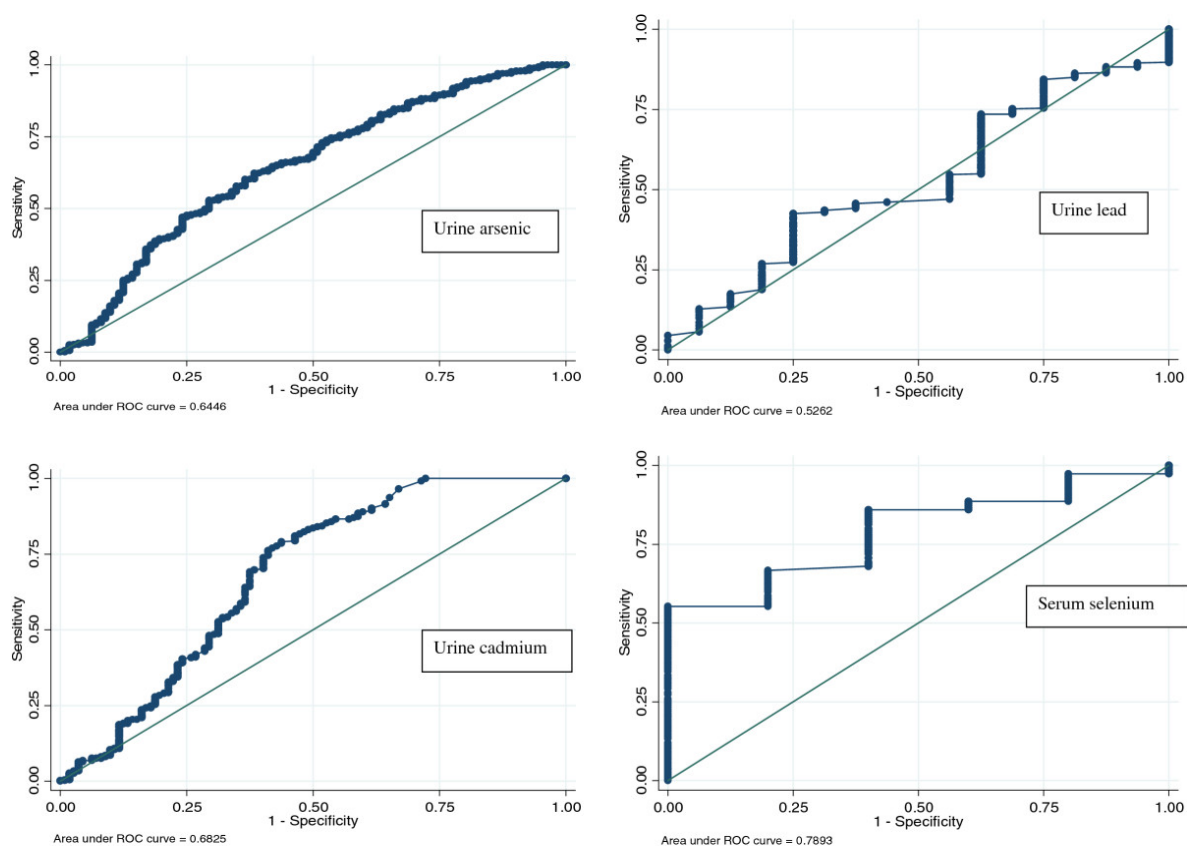 1.00
0.75
0.50
0.25
0.00
Sensitivity
Urine arsenic
0.00 0.25 0.50 0.75 1.00
1 - Specificity
Area under ROC curve = 0.6446
1.00
0.75
0.50
0.25
0.00
Sensitivity
Urine lead
0.00 0.25 0.50 0.75 1.00
1 - Specificity
Area under ROC curve = 0.5262
1.00
0.75
0.50
0.25
0.00
Sensitivity
Urine cadmium
0.00 0.25 0.50 0.75 1.00
1 - Specificity
Area under ROC curve = 0.6825
1.00
0.75
0.50
0.25
0.00
Sensitivity
Serum selenium
0.00 0.25 0.50 0.75 1.00
1 - Specificity
Area under ROC curve = 0.7893